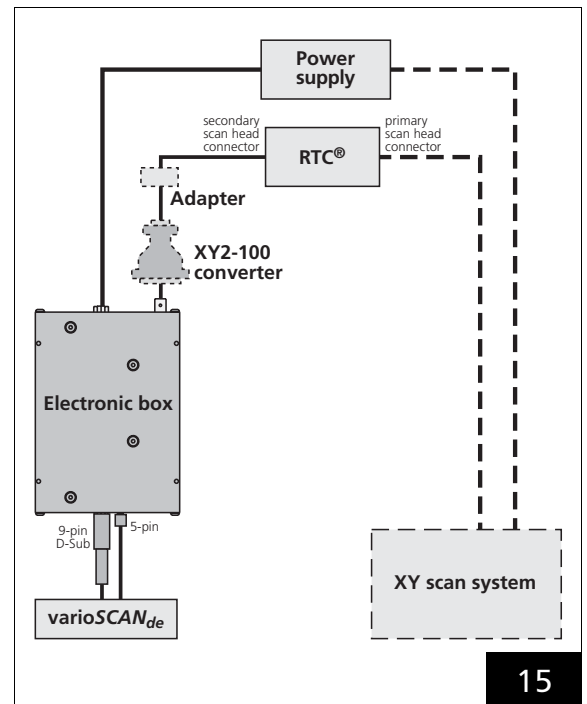 Power
supply
secondary
scan head
connector
RTC®
primary
scan head
connector
Adapter
XY2-100
converter
Electronic box
9-pin
D-Sub
5-pin
varioSCANde
XY scan system
15